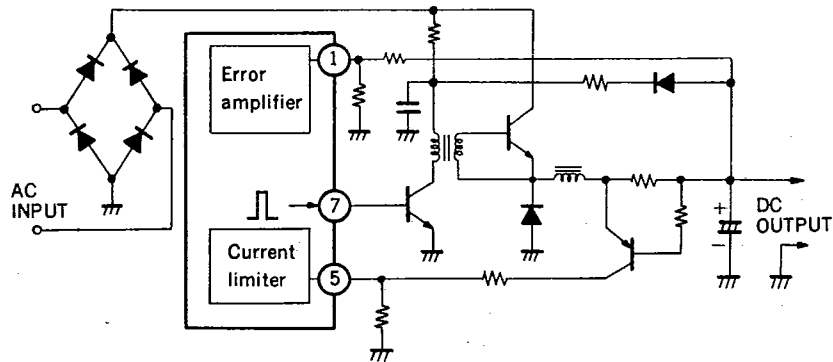 Error
amplifier
1
AC
INPUT
7
Current
limiter
5
+
−
DC
OUTPUT